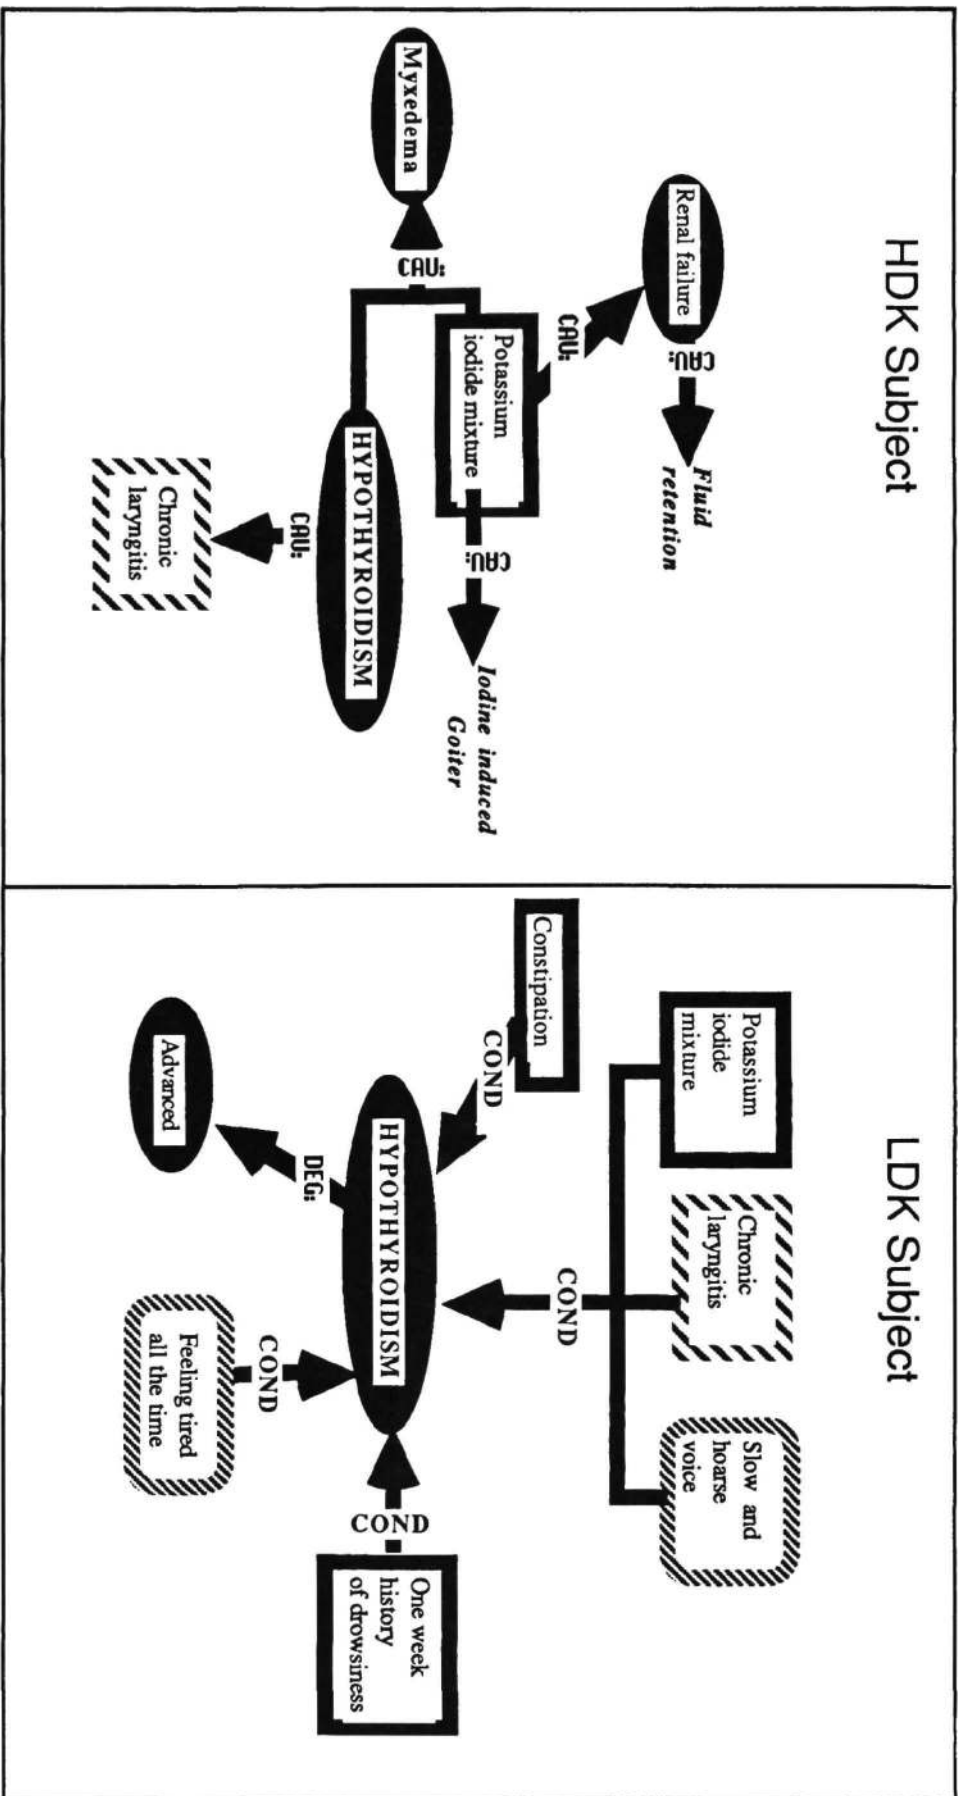 HDK Subject
Renal failure
CAU:
Fluid
retention
CAU:
Potassium
iodide mixture
CAU:
Iodine induced
Goiter
Myxedema
CAU:
HYPOTHYROIDISM
CAU:
Chronic
laryngitis
LDK Subject
Potassium
iodide
mixture
Chronic
laryngitis
Slow and
hoarse
voice
Constipation
COND
COND
HYPOTHYROIDISM
COND
One week
history
of drowsiness
DEG:
Advanced
COND
Feeling tired
all the time